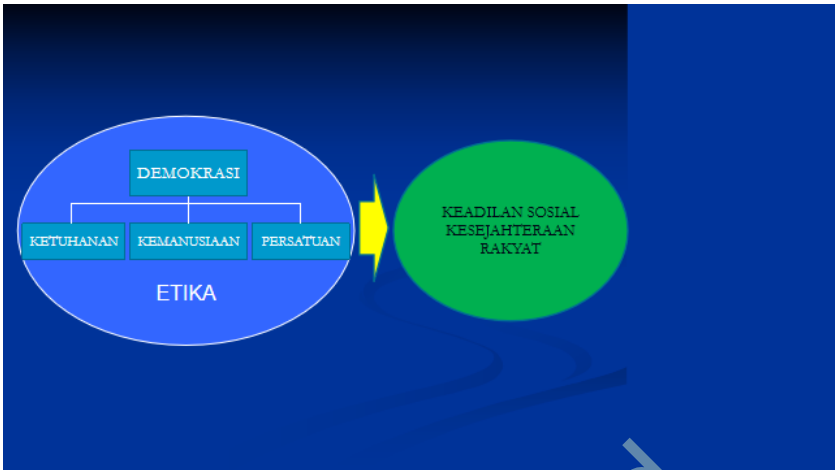 DEMOKRASI
KETUHANAN
KEMANUSIAAN
PERSATUAN
ETIKA
KEADILAN SOSIAL
KESEJAHTERAAN
RAKYAT